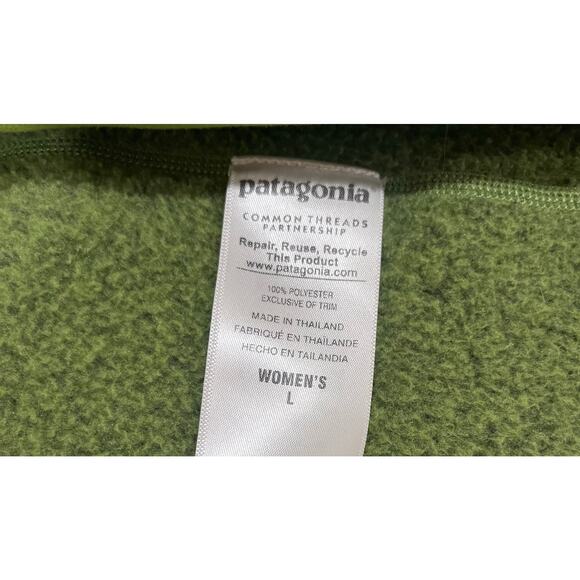 patagonia
COMMON THREADS
PARTNERSHIP
Repair, Reuse, Recycle
This Product
www.patagonia.com
100% POLYESTER
EXCLUSIVE OF TRIM
MADE IN THAILAND
FABRIQUÉ EN THAÏLANDE
HECHO EN TAILANDIA
WOMEN'S
L